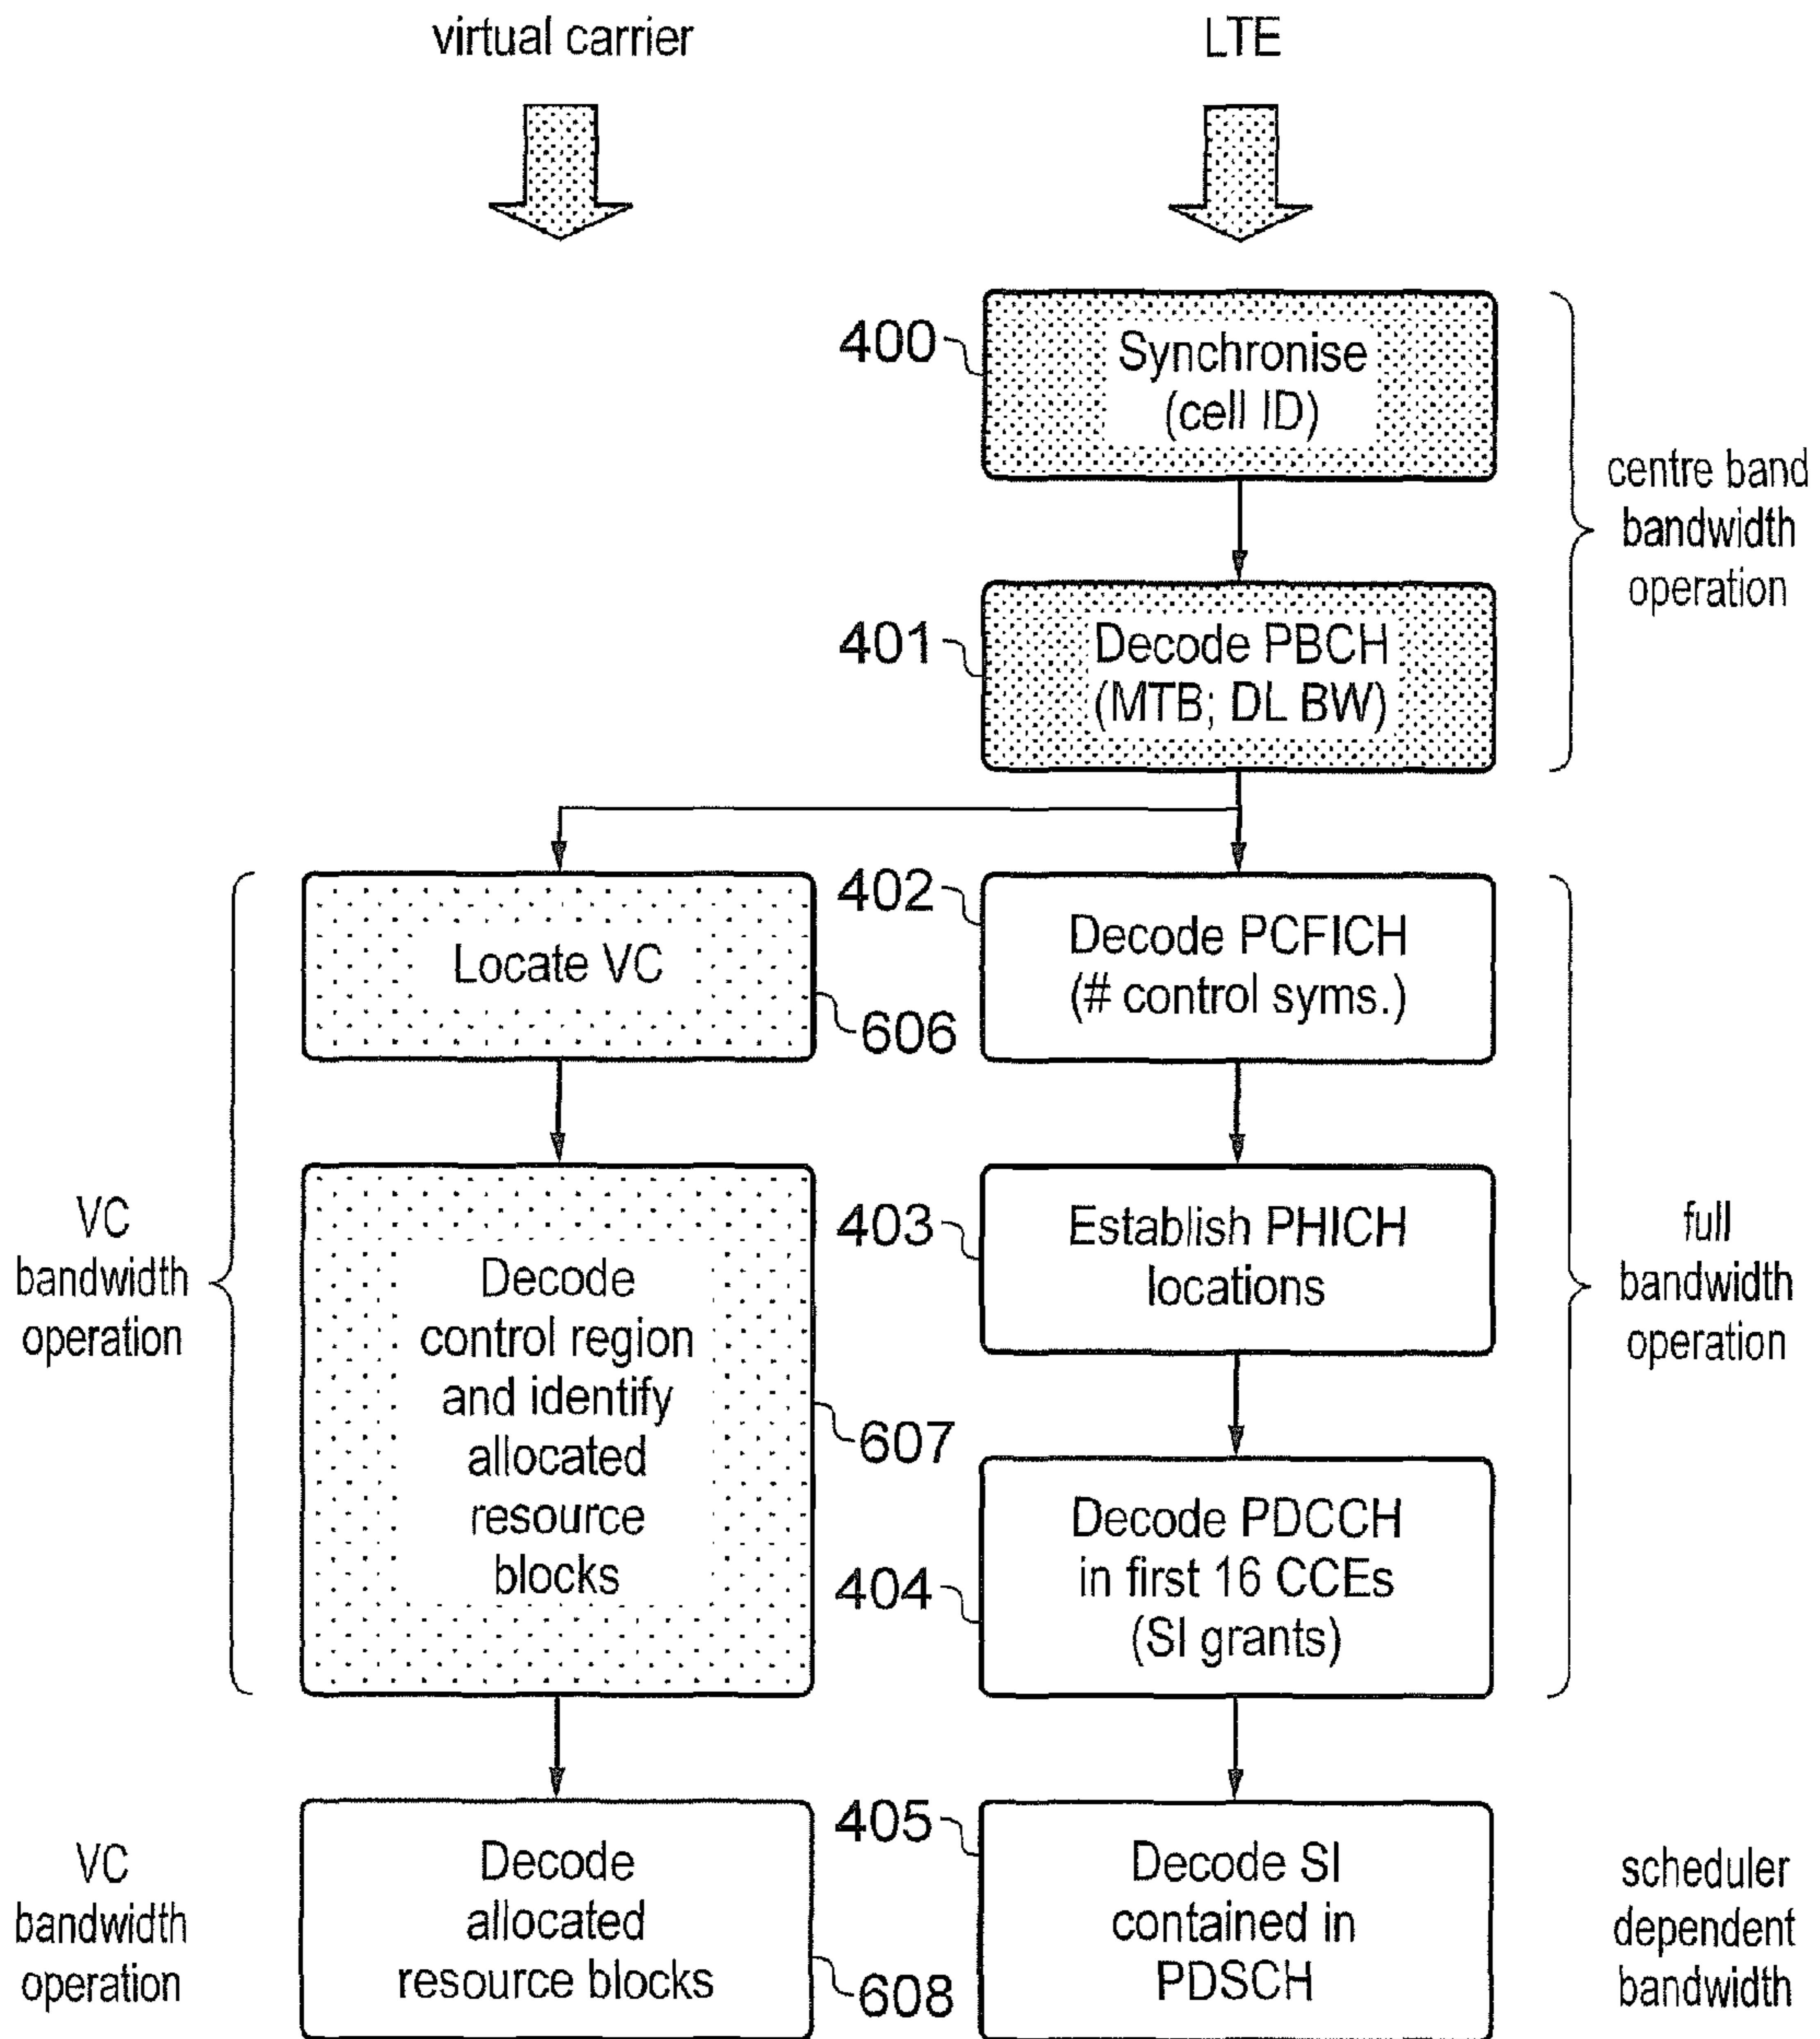 virtual carrier
LTE
400
Synchronise
(cell ID)
centre band
bandwidth
operation
401
Decode PBCH
(MTB; DL BW)
Locate VC
606
402
Decode PCFICH
(# control syms.)
VC
bandwidth
operation
Decode
control region
and identify
allocated
resource
blocks
607
403
Establish PHICH
locations
full
bandwidth
operation
404
Decode PDCCH
in first 16 CCEs
(SI grants)
VC
bandwidth
operation
Decode
allocated
resource blocks
608
405
Decode SI
contained in
PDSCH
scheduler
dependent
bandwidth